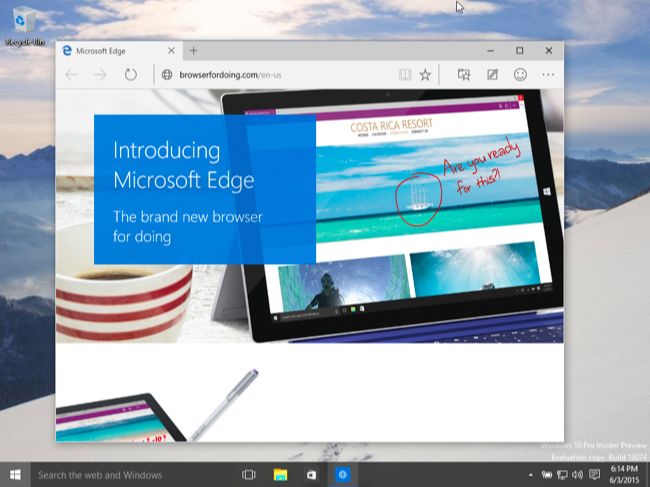 Recycle Bin
Microsoft Edge
browserfordoing.com/en-us
Introducing
Microsoft Edge
The brand new browser
for doing
COSTA RICA RESORT
Are you ready
for this?!
Windows 10 Pro Insider Preview
Evaluation copy. Build 10074
Search the web and Windows
6:14 PM
6/3/2015